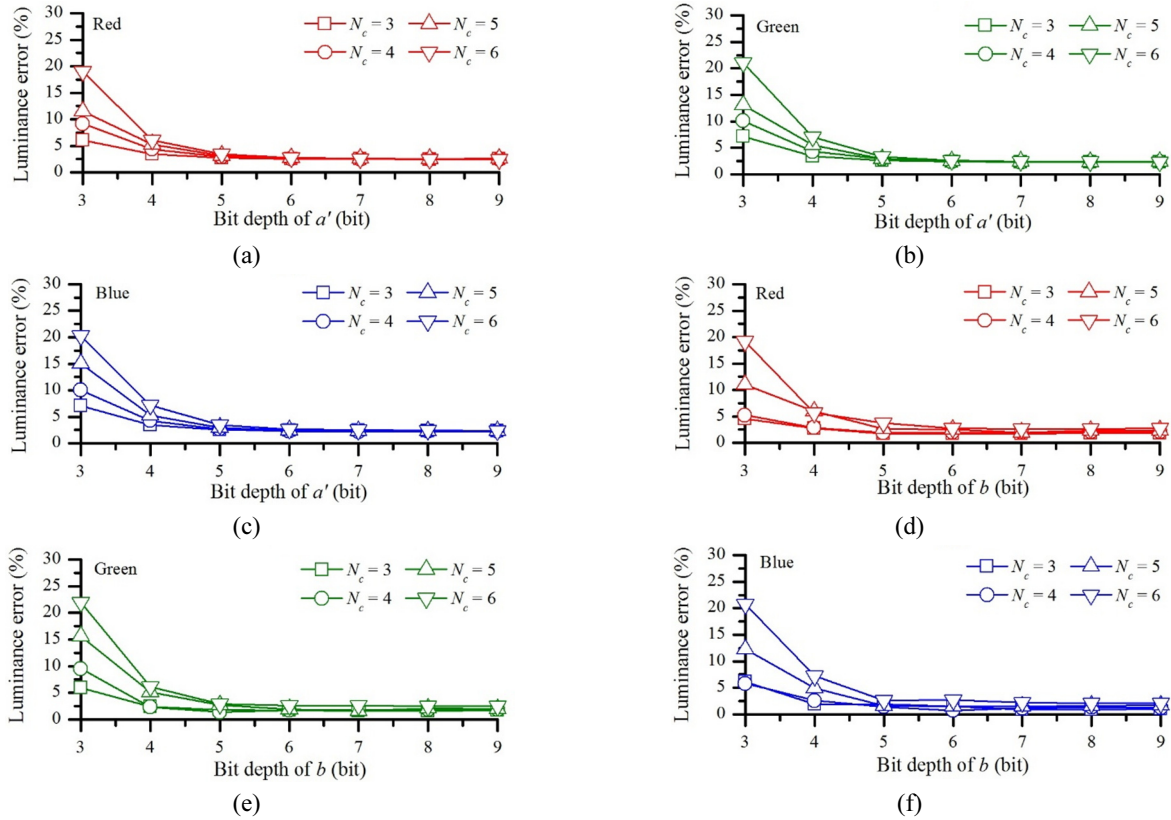 Luminance error (%)
30
25
20
15
10
5
0
Red
N_c = 3
N_c = 5
N_c = 4
N_c = 6
3 4 5 6 7 8 9
Bit depth of a′ (bit)
(a)
Luminance error (%)
30
25
20
15
10
5
0
Green
N_c = 3
N_c = 5
N_c = 4
N_c = 6
3 4 5 6 7 8 9
Bit depth of a′ (bit)
(b)
Luminance error (%)
30
25
20
15
10
5
0
Blue
N_c = 3
N_c = 5
N_c = 4
N_c = 6
3 4 5 6 7 8 9
Bit depth of a′ (bit)
(c)
Luminance error (%)
30
25
20
15
10
5
0
Red
N_c = 3
N_c = 5
N_c = 4
N_c = 6
3 4 5 6 7 8 9
Bit depth of b (bit)
(d)
Luminance error (%)
30
25
20
15
10
5
0
Green
N_c = 3
N_c = 5
N_c = 4
N_c = 6
3 4 5 6 7 8 9
Bit depth of b (bit)
(e)
Luminance error (%)
30
25
20
15
10
5
0
Blue
N_c = 3
N_c = 5
N_c = 4
N_c = 6
3 4 5 6 7 8 9
Bit depth of b (bit)
(f)